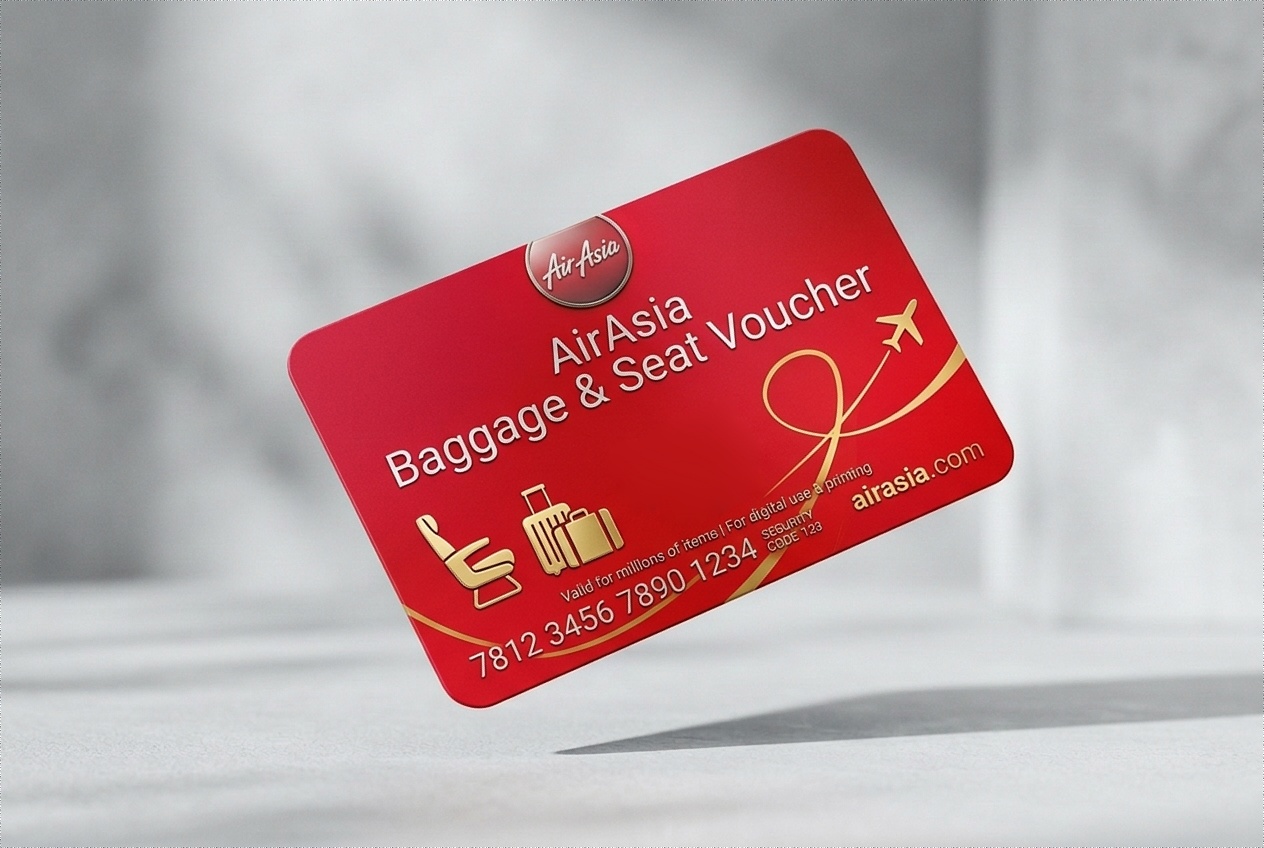 AirAsia
AirAsia
Baggage & Seat Voucher
Valid for millions of items | For digital use & printing
7812 3456 7890 1234
SECURITY
CODE 123
airasia.com